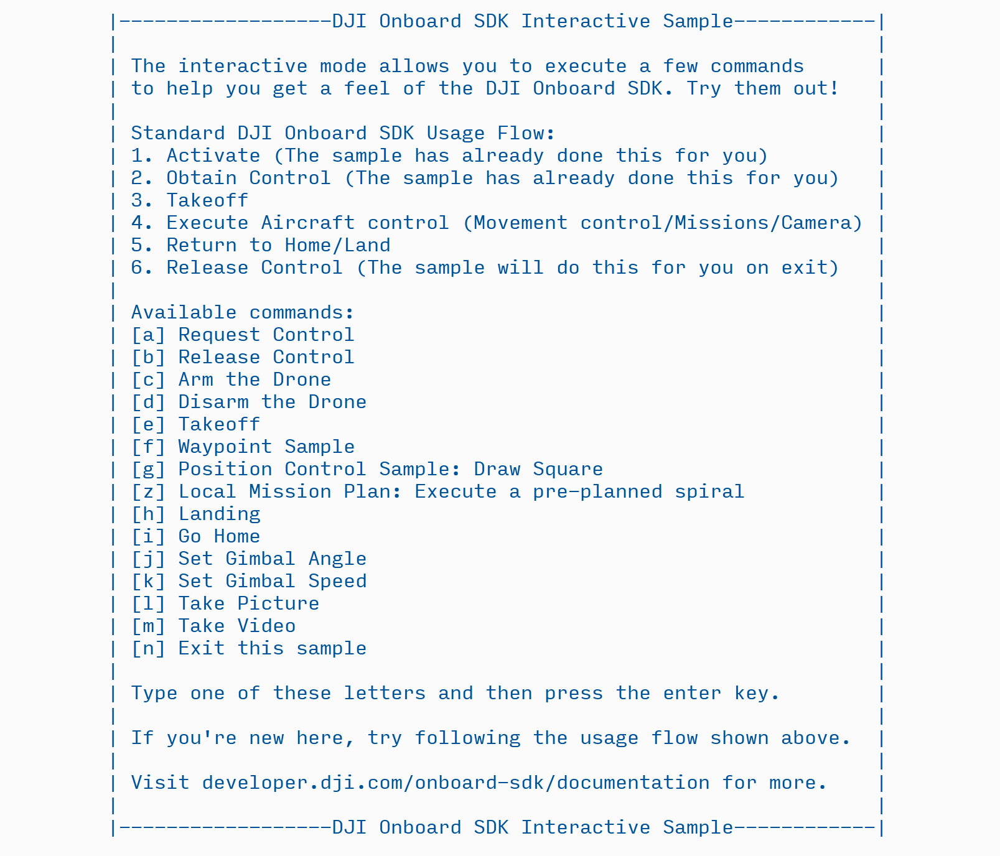 |------------------DJI Onboard SDK Interactive Sample------------|
| |
| The interactive mode allows you to execute a few commands |
| to help you get a feel of the DJI Onboard SDK. Try them out! |
| |
| Standard DJI Onboard SDK Usage Flow: |
| 1. Activate (The sample has already done this for you) |
| 2. Obtain Control (The sample has already done this for you) |
| 3. Takeoff |
| 4. Execute Aircraft control (Movement control/Missions/Camera) |
| 5. Return to Home/Land |
| 6. Release Control (The sample will do this for you on exit) |
| |
| Available commands: |
| [a] Request Control |
| [b] Release Control |
| [c] Arm the Drone |
| [d] Disarm the Drone |
| [e] Takeoff |
| [f] Waypoint Sample |
| [g] Position Control Sample: Draw Square |
| [z] Local Mission Plan: Execute a pre-planned spiral |
| [h] Landing |
| [i] Go Home |
| [j] Set Gimbal Angle |
| [k] Set Gimbal Speed |
| [l] Take Picture |
| [m] Take Video |
| [n] Exit this sample |
| |
| Type one of these letters and then press the enter key. |
| |
| If you're new here, try following the usage flow shown above. |
| |
| Visit developer.dji.com/onboard-sdk/documentation for more. |
| |
|------------------DJI Onboard SDK Interactive Sample------------|